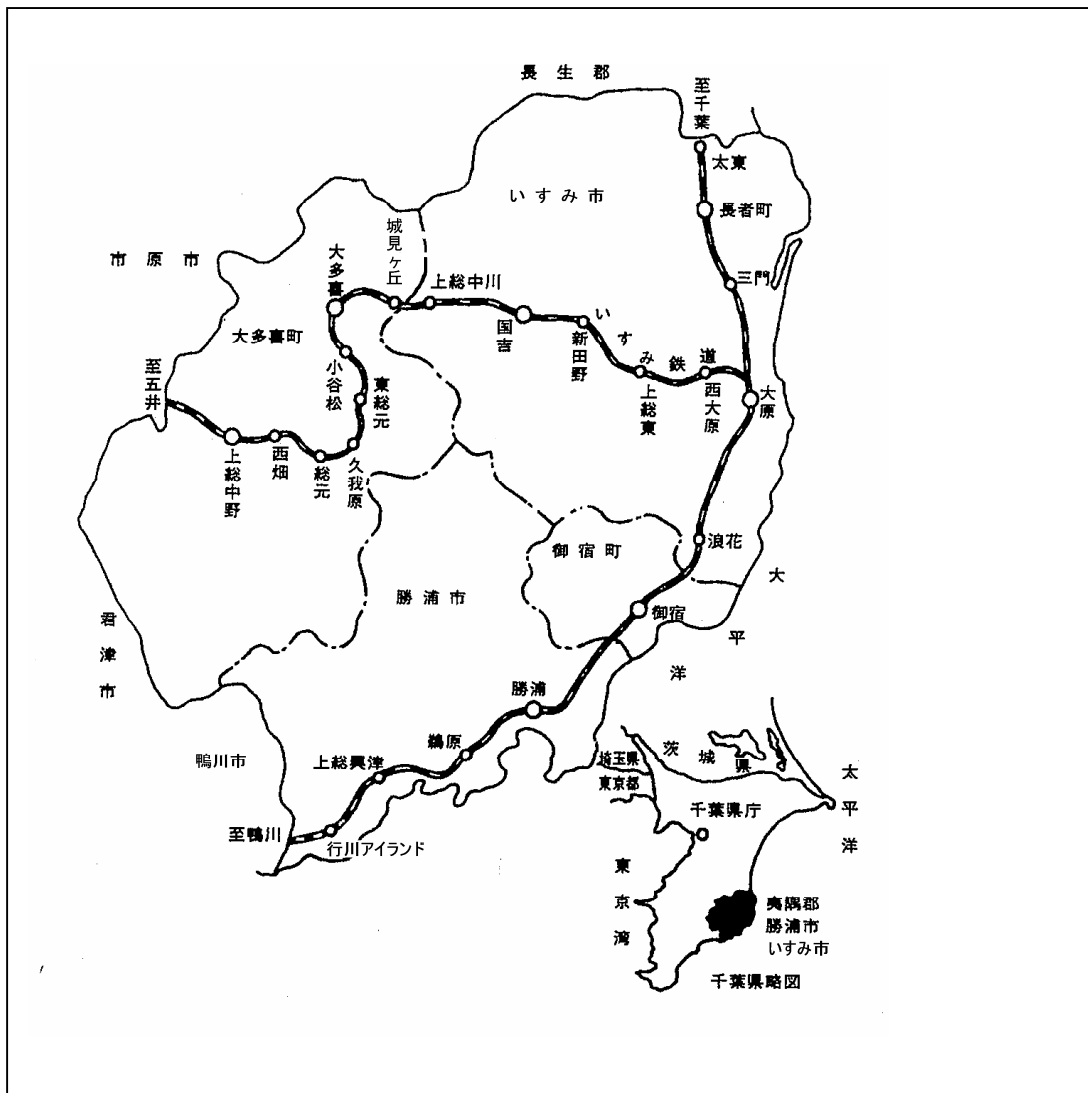 長生郡
至千葉
太東
いすみ市
長者町
城見ヶ丘
市原市
大多喜
上総中川
三門
国吉
新田野
いすみ鉄道
大多喜町
小谷松
東総元
上総東
西大原
大原
至五井
上総中野
西畑
総元
久我原
浪花
御宿町
大平洋
勝浦市
御宿
君津市
勝浦
鵜原
上総興津
鴨川市
至鴨川
行川アイランド
埼玉県
茨城県
東京都
太平洋
千葉県庁
東京湾
夷隅郡
勝浦市
いすみ市
千葉県略図